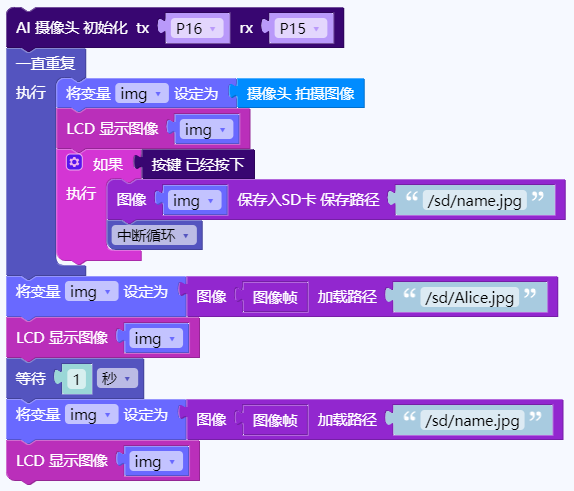 AI 摄像头 初始化 tx P16 rx P15
一直重复
执行 将变量 img 设定为 摄像头 拍摄图像
LCD 显示图像 img
如果 按键 已经按下
执行 图像 img 保存入SD卡 保存路径 “ /sd/name.jpg ”
中断循环
将变量 img 设定为 图像 图像帧 加载路径 “ /sd/Alice.jpg ”
LCD 显示图像 img
等待 1 秒
将变量 img 设定为 图像 图像帧 加载路径 “ /sd/name.jpg ”
LCD 显示图像 img